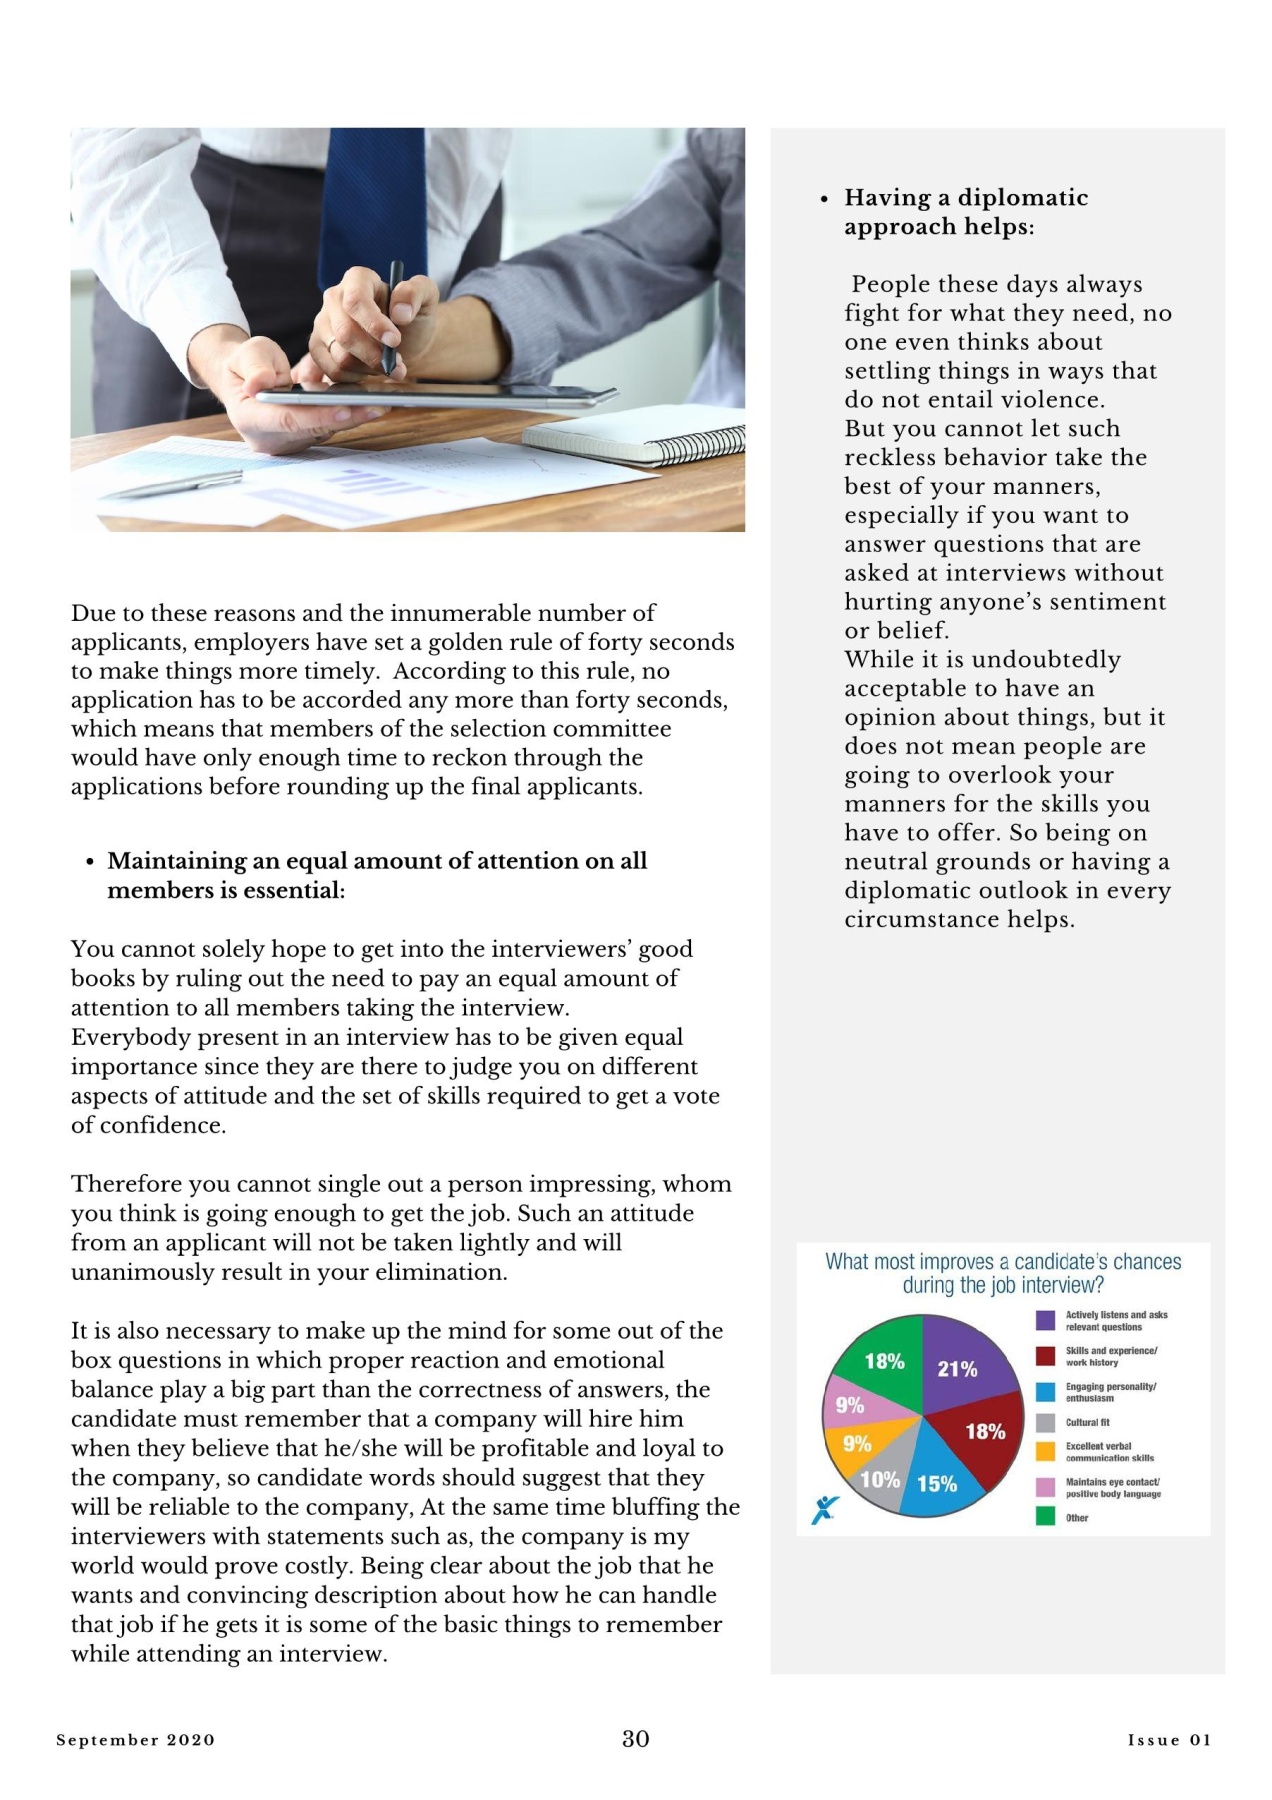 Due to these reasons and the innumerable number of
applicants, employers have set a golden rule of forty seconds
to make things more timely.  According to this rule, no
application has to be accorded any more than forty seconds,
which means that members of the selection committee
would have only enough time to reckon through the
applications before rounding up the final applicants.
• Maintaining an equal amount of attention on all
members is essential:
You cannot solely hope to get into the interviewers’ good
books by ruling out the need to pay an equal amount of
attention to all members taking the interview.
Everybody present in an interview has to be given equal
importance since they are there to judge you on different
aspects of attitude and the set of skills required to get a vote
of confidence.
Therefore you cannot single out a person impressing, whom
you think is going enough to get the job. Such an attitude
from an applicant will not be taken lightly and will
unanimously result in your elimination.
It is also necessary to make up the mind for some out of the
box questions in which proper reaction and emotional
balance play a big part than the correctness of answers, the
candidate must remember that a company will hire him
when they believe that he/she will be profitable and loyal to
the company, so candidate words should suggest that they
will be reliable to the company, At the same time bluffing the
interviewers with statements such as, the company is my
world would prove costly. Being clear about the job that he
wants and convincing description about how he can handle
that job if he gets it is some of the basic things to remember
while attending an interview.
• Having a diplomatic
approach helps:
People these days always
fight for what they need, no
one even thinks about
settling things in ways that
do not entail violence.
But you cannot let such
reckless behavior take the
best of your manners,
especially if you want to
answer questions that are
asked at interviews without
hurting anyone’s sentiment
or belief.
While it is undoubtedly
acceptable to have an
opinion about things, but it
does not mean people are
going to overlook your
manners for the skills you
have to offer. So being on
neutral grounds or having a
diplomatic outlook in every
circumstance helps.
What most improves a candidate's chances
during the job interview?
21%
18%
15%
10%
9%
9%
18%
Actively listens and asks
relevant questions
Skills and experience/
work history
Engaging personality/
enthusiasm
Cultural fit
Excellent verbal
communication skills
Maintains eye contact/
positive body language
Other
September 2020
30
Issue 01